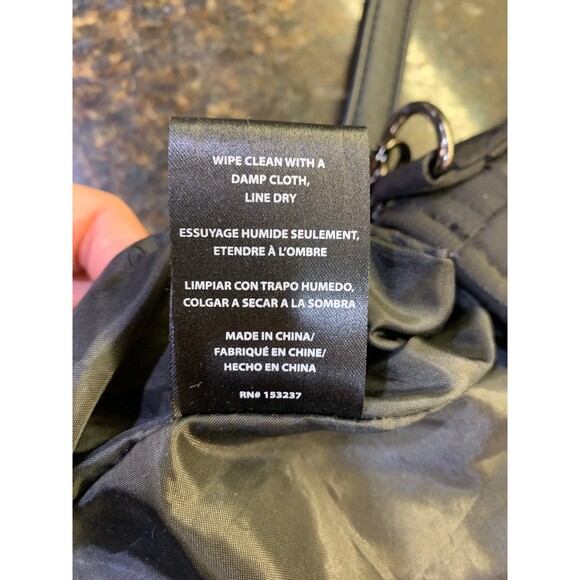 WIPE CLEAN WITH A
DAMP CLOTH,
LINE DRY
ESSUYAGE HUMIDE SEULEMENT,
ETENDRE À L'OMBRE
LIMPIAR CON TRAPO HUMEDO,
COLGAR A SECAR A LA SOMBRA
MADE IN CHINA/
FABRIQUÉ EN CHINE/
HECHO EN CHINA
RN# 153237